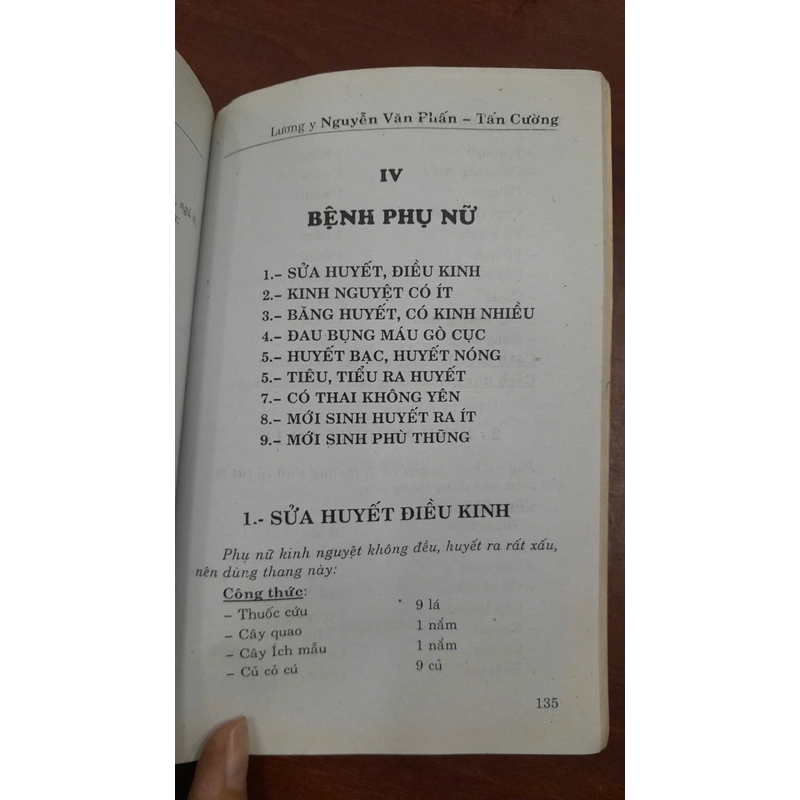 Lương y Nguyễn Văn Phấn – Tấn Cường
IV
BỆNH PHỤ NỮ
1.- SỬA HUYẾT, ĐIỀU KINH
2.- KINH NGUYỆT CÓ ÍT
3.- BĂNG HUYẾT, CÓ KINH NHIỀU
4.- ĐAU BỤNG MÁU GÒ CỤC
5.- HUYẾT BẠC, HUYẾT NÓNG
5.- TIÊU, TIỂU RA HUYẾT
7.- CÓ THAI KHÔNG YÊN
8.- MỚI SINH HUYẾT RA ÍT
9.- MỚI SINH PHÙ THŨNG
1.- SỬA HUYẾT ĐIỀU KINH
Phụ nữ kinh nguyệt không đều, huyết ra rất xấu,
nên dùng thang này:
Công thức:
– Thuốc cứu 9 lá
– Cây quao 1 nắm
– Cây Ích mẫu 1 nắm
– Củ cỏ cú 9 củ
135